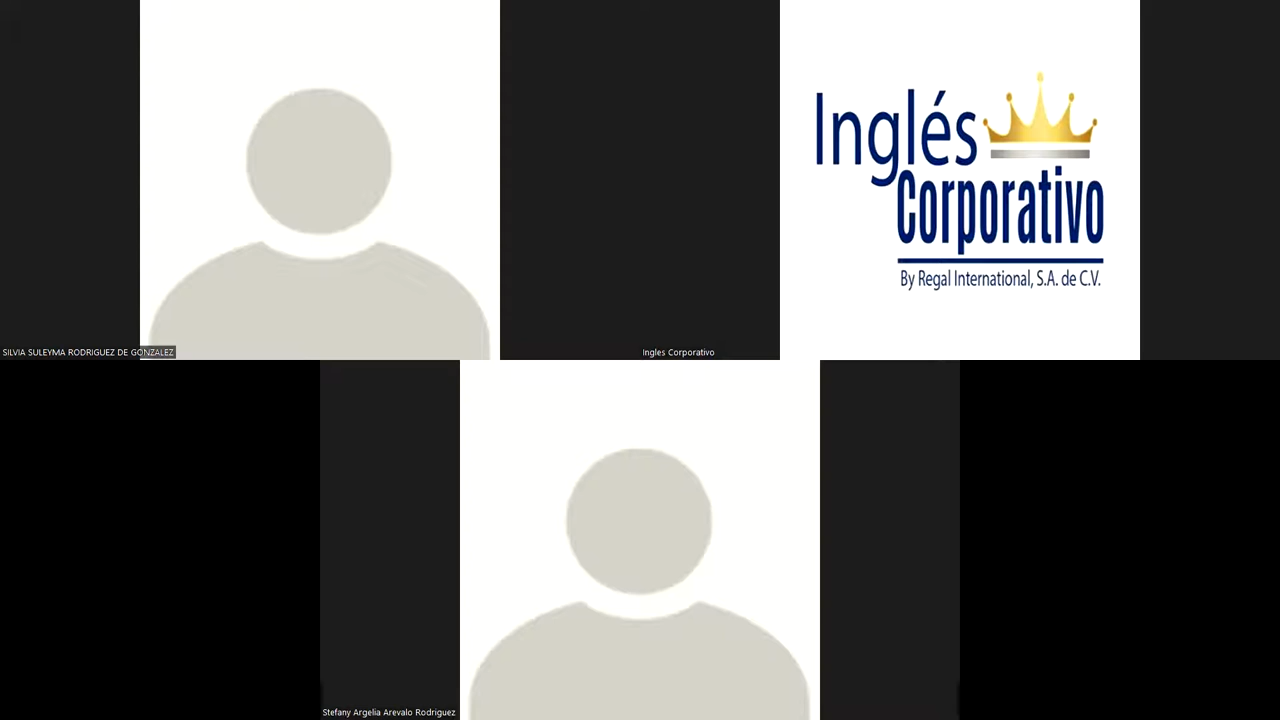 Inglés
Corporativo
By Regal International, S.A. de C.V.
SILVIA SULEYMA RODRIGUEZ DE GONZALEZ
Ingles Corporativo
Stefany Argelia Arevalo Rodriguez